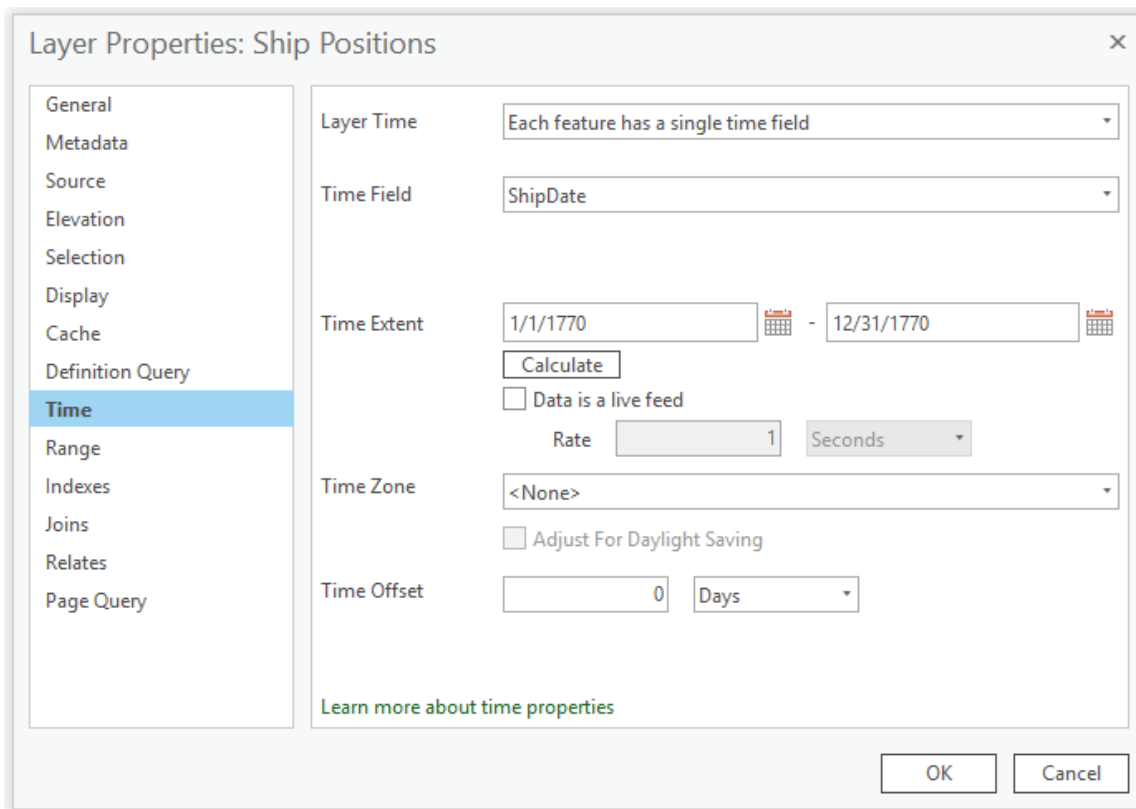 Layer Properties: Ship Positions
General
Metadata
Source
Elevation
Selection
Display
Cache
Definition Query
Time
Range
Indexes
Joins
Relates
Page Query
Layer Time Each feature has a single time field
Time Field ShipDate
Time Extent 1/1/1770 - 12/31/1770
Calculate
Data is a live feed
Rate 1 Seconds
Time Zone <None>
Adjust For Daylight Saving
Time Offset 0 Days
Learn more about time properties
OK Cancel